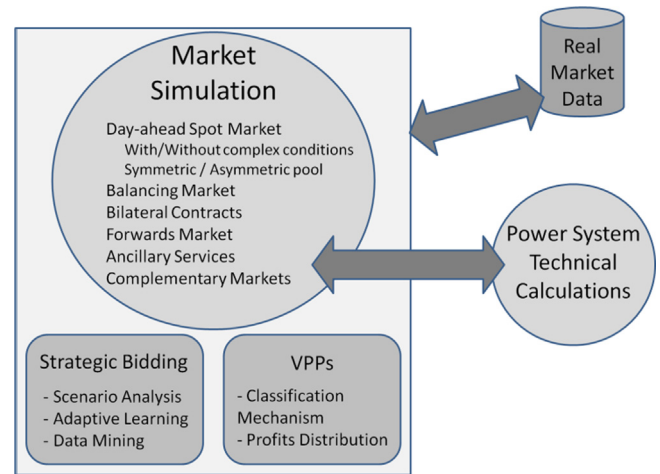 Market
Simulation
Day-ahead Spot Market
With/Without complex conditions
Symmetric / Asymmetric pool
Balancing Market
Bilateral Contracts
Forwards Market
Ancillary Services
Complementary Markets
Real
Market
Data
Power System
Technical
Calculations
Strategic Bidding
- Scenario Analysis
- Adaptive Learning
- Data Mining
VPPs
- Classification
Mechanism
- Profits Distribution